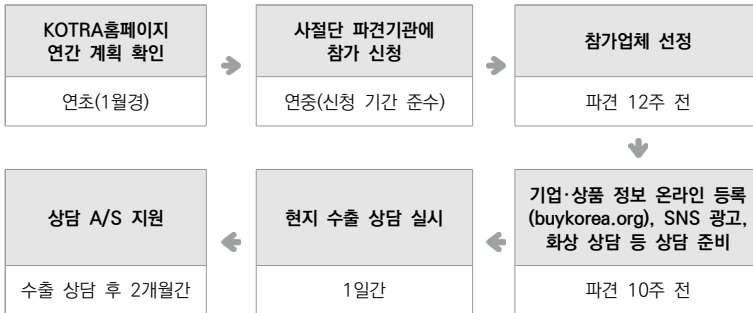 KOTRA홈페이지
연간 계획 확인
연초(1월경)
사절단 파견기관에
참가 신청
연중(신청 기간 준수)
참가업체 선정
파견 12주 전
기업·상품 정보 온라인 등록
(buykorea.org), SNS 광고,
화상 상담 등 상담 준비
파견 10주 전
현지 수출 상담 실시
1일간
상담 A/S 지원
수출 상담 후 2개월간